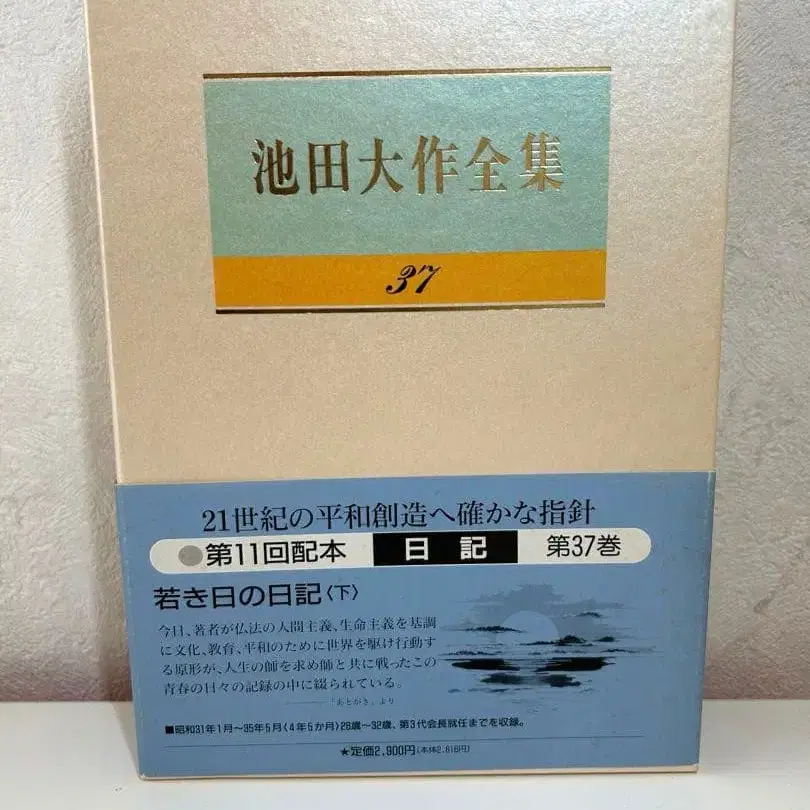 池田大作全集
37
21世紀の平和創造へ確かな指針
●第11回配本 日記 第37巻
若き日の日記〈下〉
今日、著者が仏法の人間主義、生命主義を基調
に文化、教育、平和のために世界を駆け行動す
る原形が、人生の師を求め師と共に戦ったこの
青春の日々の記録の中に綴られている。
――「あとがき」より
■昭和31年1月〜35年5月(4年5か月)28歳〜32歳、第3代会長就任までを収録。
★定価2,900円(本体2,816円)